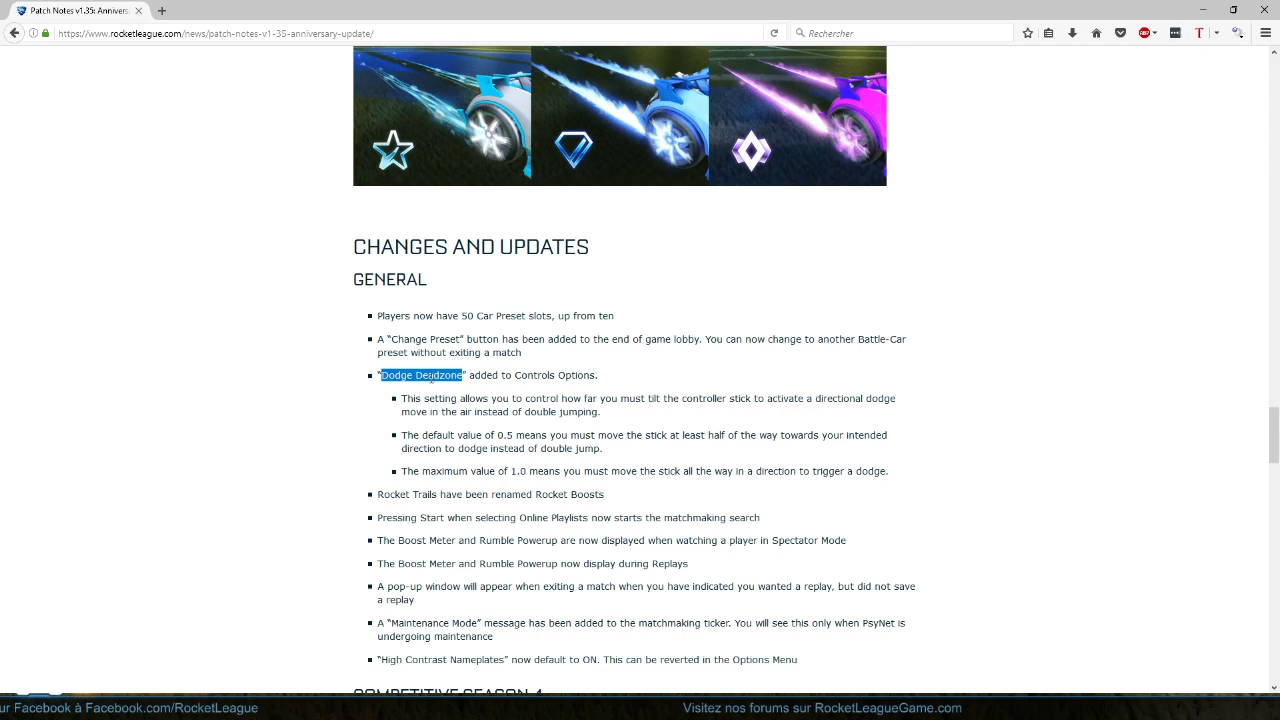 Patch Notes v1.35: Annivers
https://www.rocketleague.com/news/patch-notes-v1-35-anniversary-update/
Rechercher
CHANGES AND UPDATES
GENERAL
Players now have 50 Car Preset slots, up from ten
A “Change Preset” button has been added to the end of game lobby. You can now change to another Battle-Car
preset without exiting a match
“Dodge Deadzone” added to Controls Options.
This setting allows you to control how far you must tilt the controller stick to activate a directional dodge
move in the air instead of double jumping.
The default value of 0.5 means you must move the stick at least half of the way towards your intended
direction to dodge instead of double jump.
The maximum value of 1.0 means you must move the stick all the way in a direction to trigger a dodge.
Rocket Trails have been renamed Rocket Boosts
Pressing Start when selecting Online Playlists now starts the matchmaking search
The Boost Meter and Rumble Powerup are now displayed when watching a player in Spectator Mode
The Boost Meter and Rumble Powerup now display during Replays
A pop-up window will appear when exiting a match when you have indicated you wanted a replay, but did not save
a replay
A “Maintenance Mode” message has been added to the matchmaking ticker. You will see this only when PsyNet is
undergoing maintenance
“High Contrast Nameplates” now default to ON. This can be reverted in the Options Menu
COMPETITIVE SEASON 4
ur Facebook à Facebook.com/RocketLeague
Visitez nos forums sur RocketLeagueGame.com